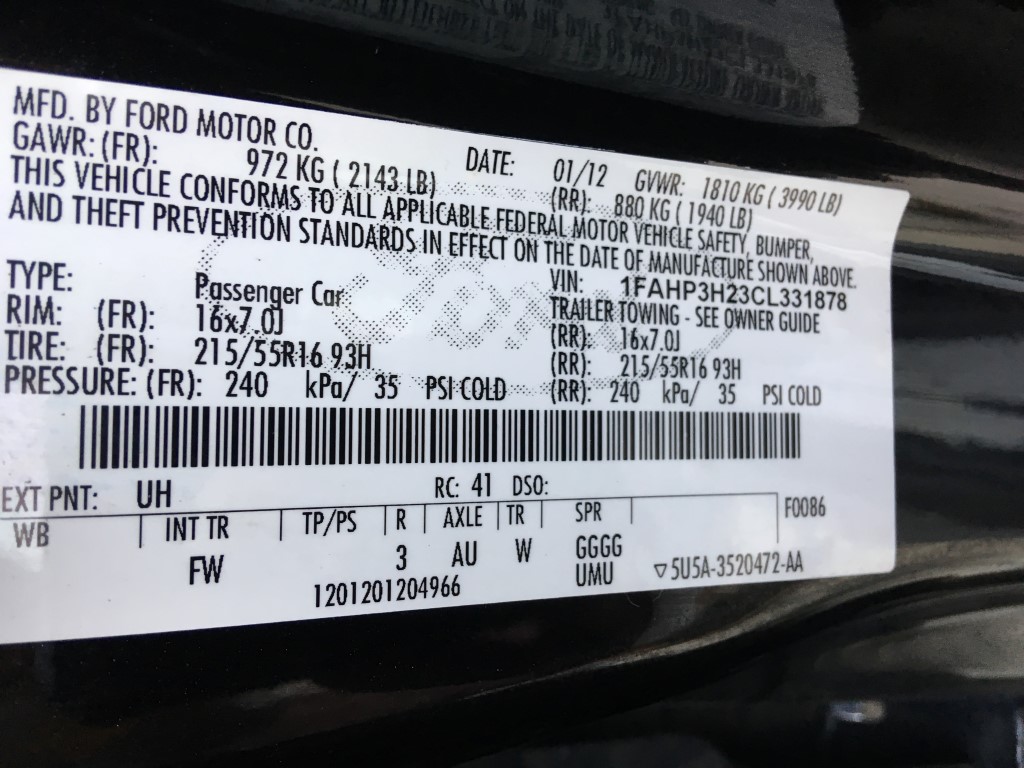 MFD. BY FORD MOTOR CO.
DATE: 01/12 GVWR: 1810 KG ( 3990 LB)
GAWR: (FR): 972 KG ( 2143 LB) (RR): 880 KG ( 1940 LB)
THIS VEHICLE CONFORMS TO ALL APPLICABLE FEDERAL MOTOR VEHICLE SAFETY, BUMPER,
AND THEFT PREVENTION STANDARDS IN EFFECT ON THE DATE OF MANUFACTURE SHOWN ABOVE.
VIN: 1FAHP3H23CL331878
TYPE: Passenger Car TRAILER TOWING - SEE OWNER GUIDE
RIM: (FR): 16x7.0J (RR): 16x7.0J
TIRE: (FR): 215/55R16 93H (RR): 215/55R16 93H
PRESSURE: (FR): 240 kPa/ 35 PSI COLD (RR): 240 kPa/ 35 PSI COLD
EXT PNT: UH RC: 41 DSO:
WB INT TR TP/PS R AXLE TR SPR F0086
FW 3 AU W GGGG
UMU ▽5U5A-3520472-AA
1201201204966